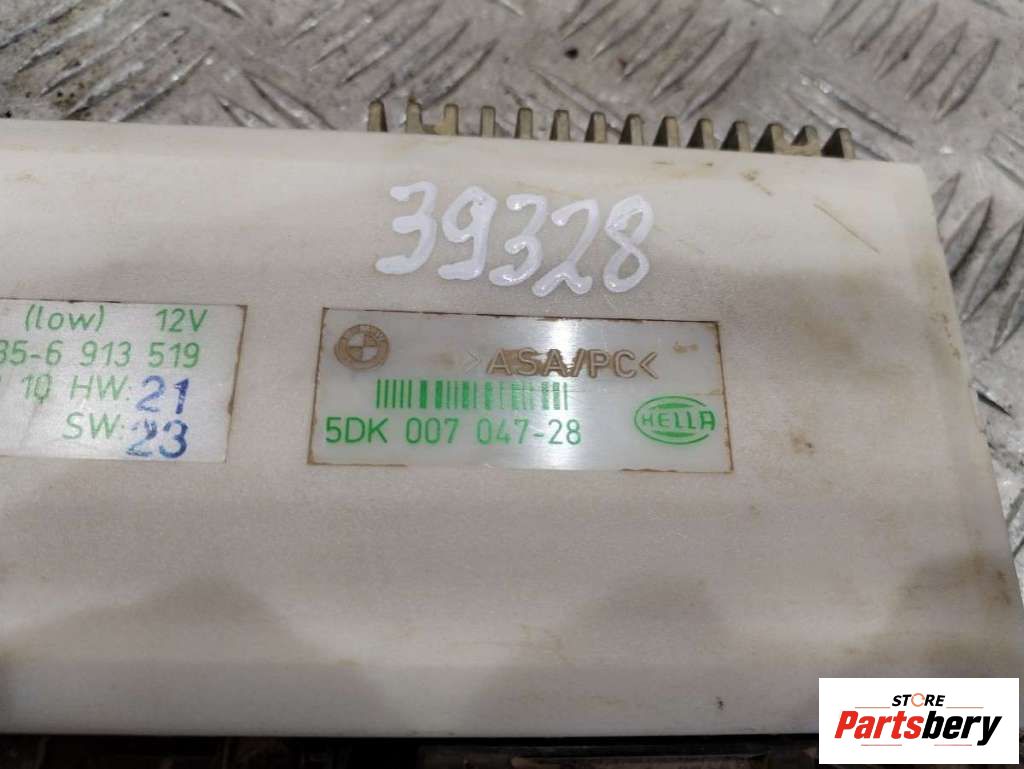 39328
(low) 12V
35-6 913 519
10 HW: 21
SW: 23
>ASA/PC<
5DK 007 047-28
HELLA
STORE
Partsbery